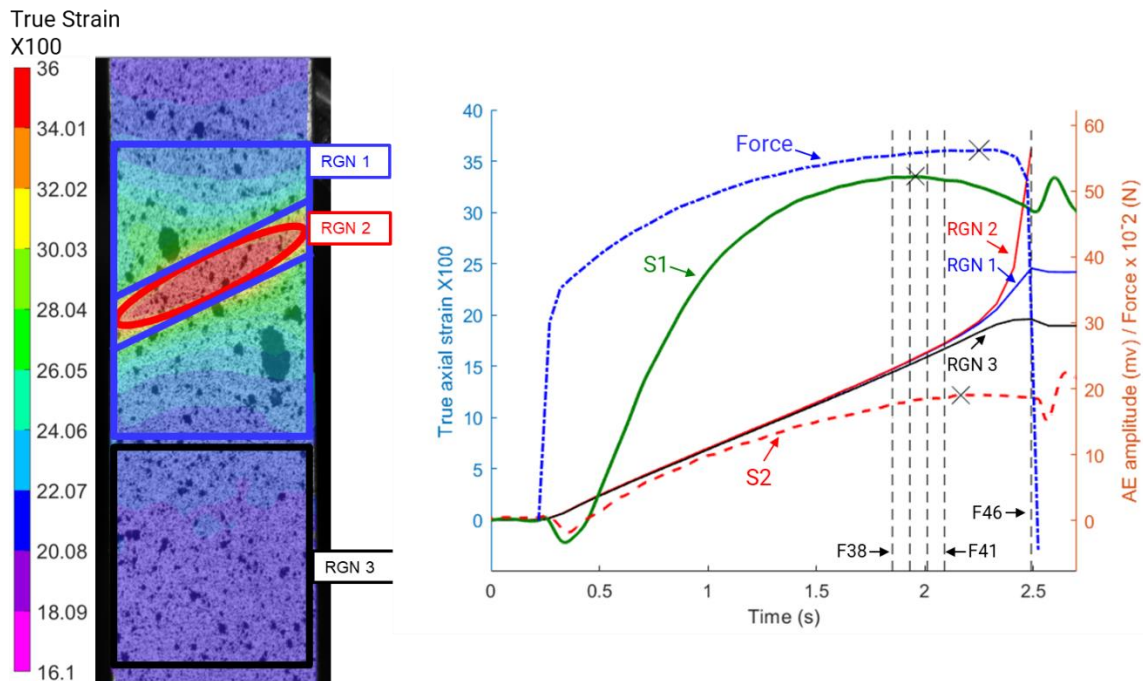 True Strain
X100
36
34.01
32.02
30.03
28.04
26.05
24.06
22.07
20.08
18.09
16.1
RGN 1
RGN 2
RGN 3
True axial strain X100
40
35
30
25
20
15
10
5
0
Force
S1
S2
RGN 2
RGN 1
RGN 3
F38
F41
F46
0
0.5
1
1.5
2
2.5
Time (s)
60
50
40
30
20
10
0
AE amplitude (mv) / Force x 10^-2 (N)